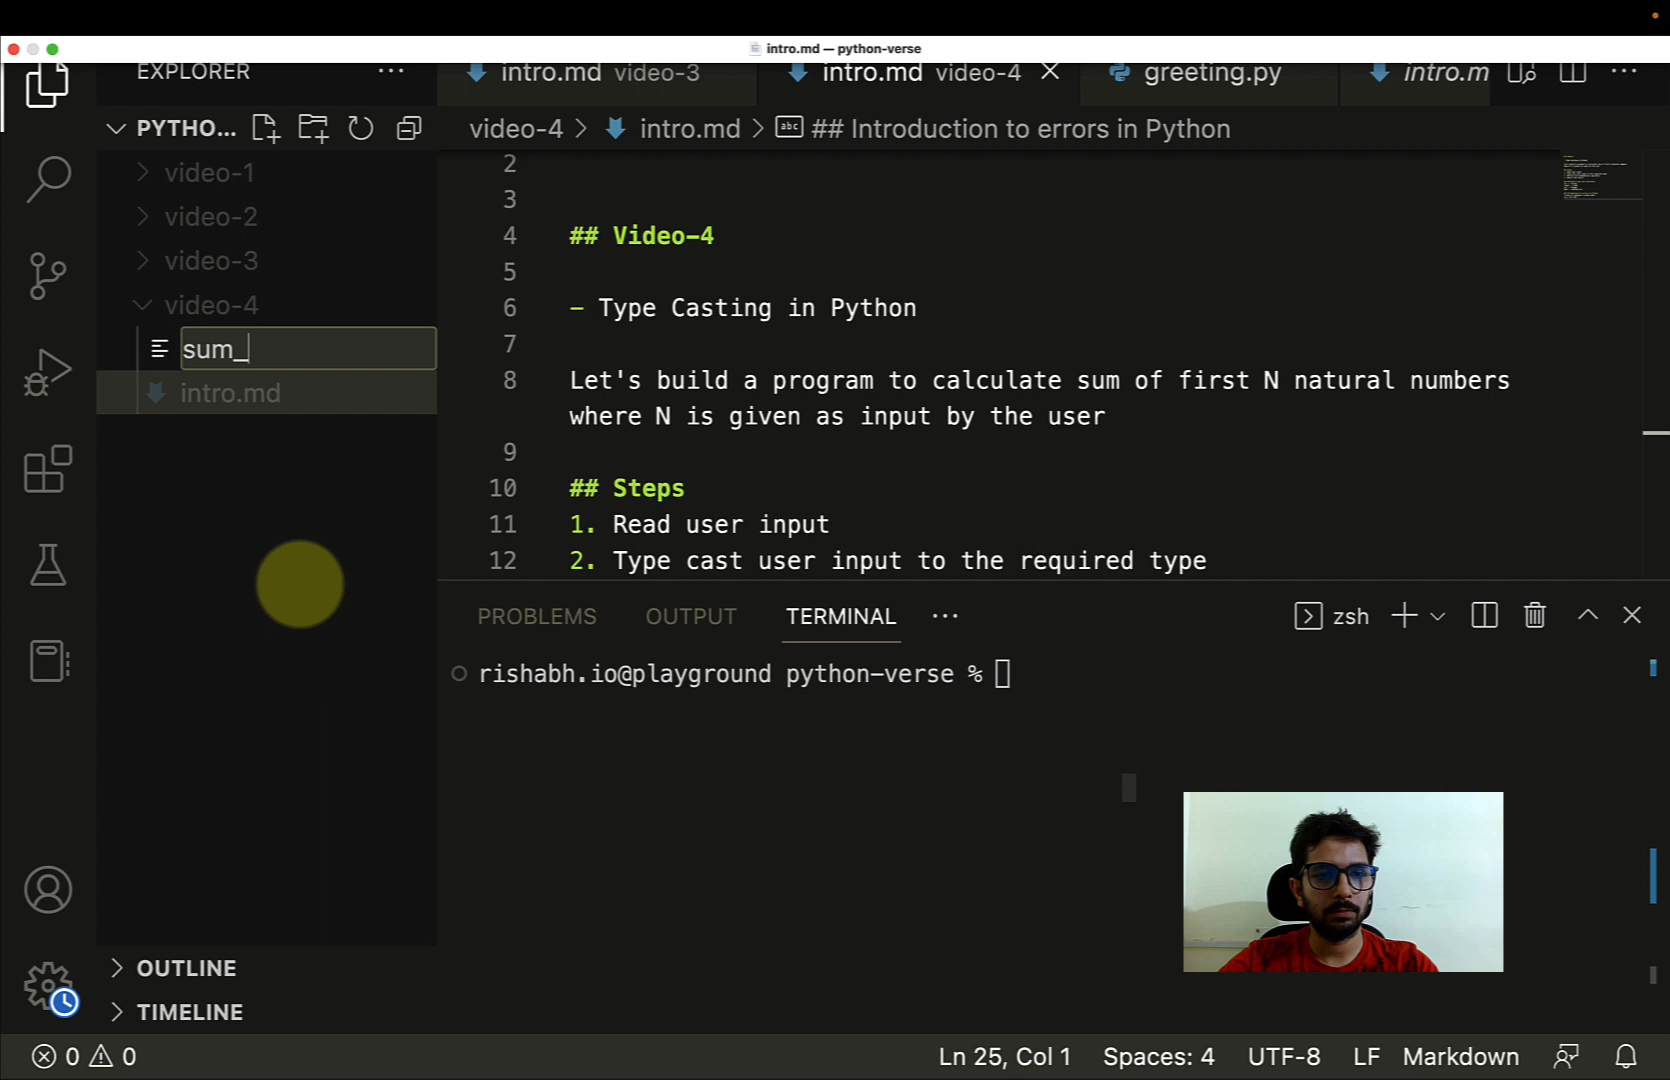 intro.md — python-verse
EXPLORER
intro.md video-3
intro.md video-4
greeting.py
intro.m
PYTHO...
video-4 > intro.md > abc ## Introduction to errors in Python
video-1
video-2
video-3
video-4
sum_
intro.md
2
3
4 ## Video-4
5
6 - Type Casting in Python
7
8 Let's build a program to calculate sum of first N natural numbers
where N is given as input by the user
9
10 ## Steps
11 1. Read user input
12 2. Type cast user input to the required type
PROBLEMS OUTPUT TERMINAL
zsh
rishabh.io@playground python-verse %
OUTLINE
TIMELINE
0 0
Ln 25, Col 1 Spaces: 4 UTF-8 LF Markdown